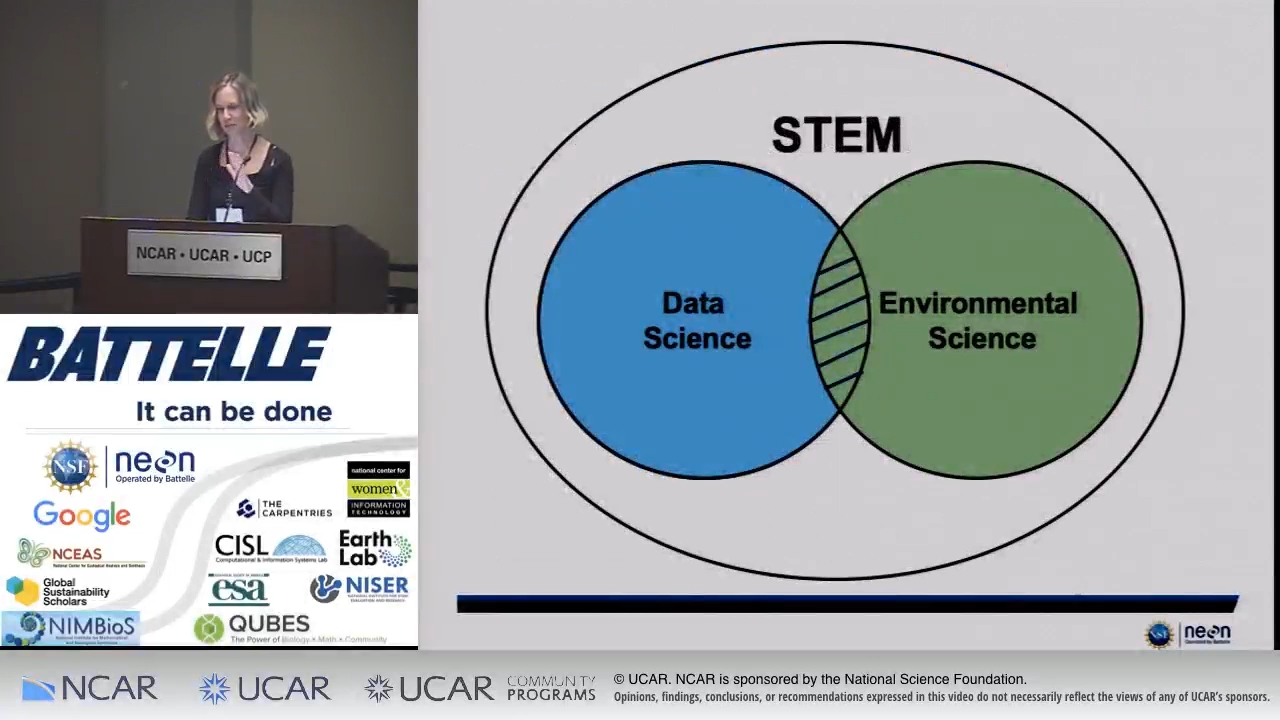 NCAR • UCAR • UCP
STEM
Data
Science
Environmental
Science
BATTELLE
It can be done
NSF
neon
Operated by Battelle
Google
NCEAS
Global
Sustainability
Scholars
NIMBioS
THE
CARPENTRIES
national center for
women &
INFORMATION
TECHNOLOGY
CISL
Computational & Information Systems Lab
Earth
Lab
esa
NISER
QUBES
The Power of Biology • Math • Community
neon
Operated by Battelle
NCAR
UCAR
UCAR
COMMUNITY
PROGRAMS
© UCAR. NCAR is sponsored by the National Science Foundation.
Opinions, findings, conclusions, or recommendations expressed in this video do not necessarily reflect the views of any of UCAR's sponsors.